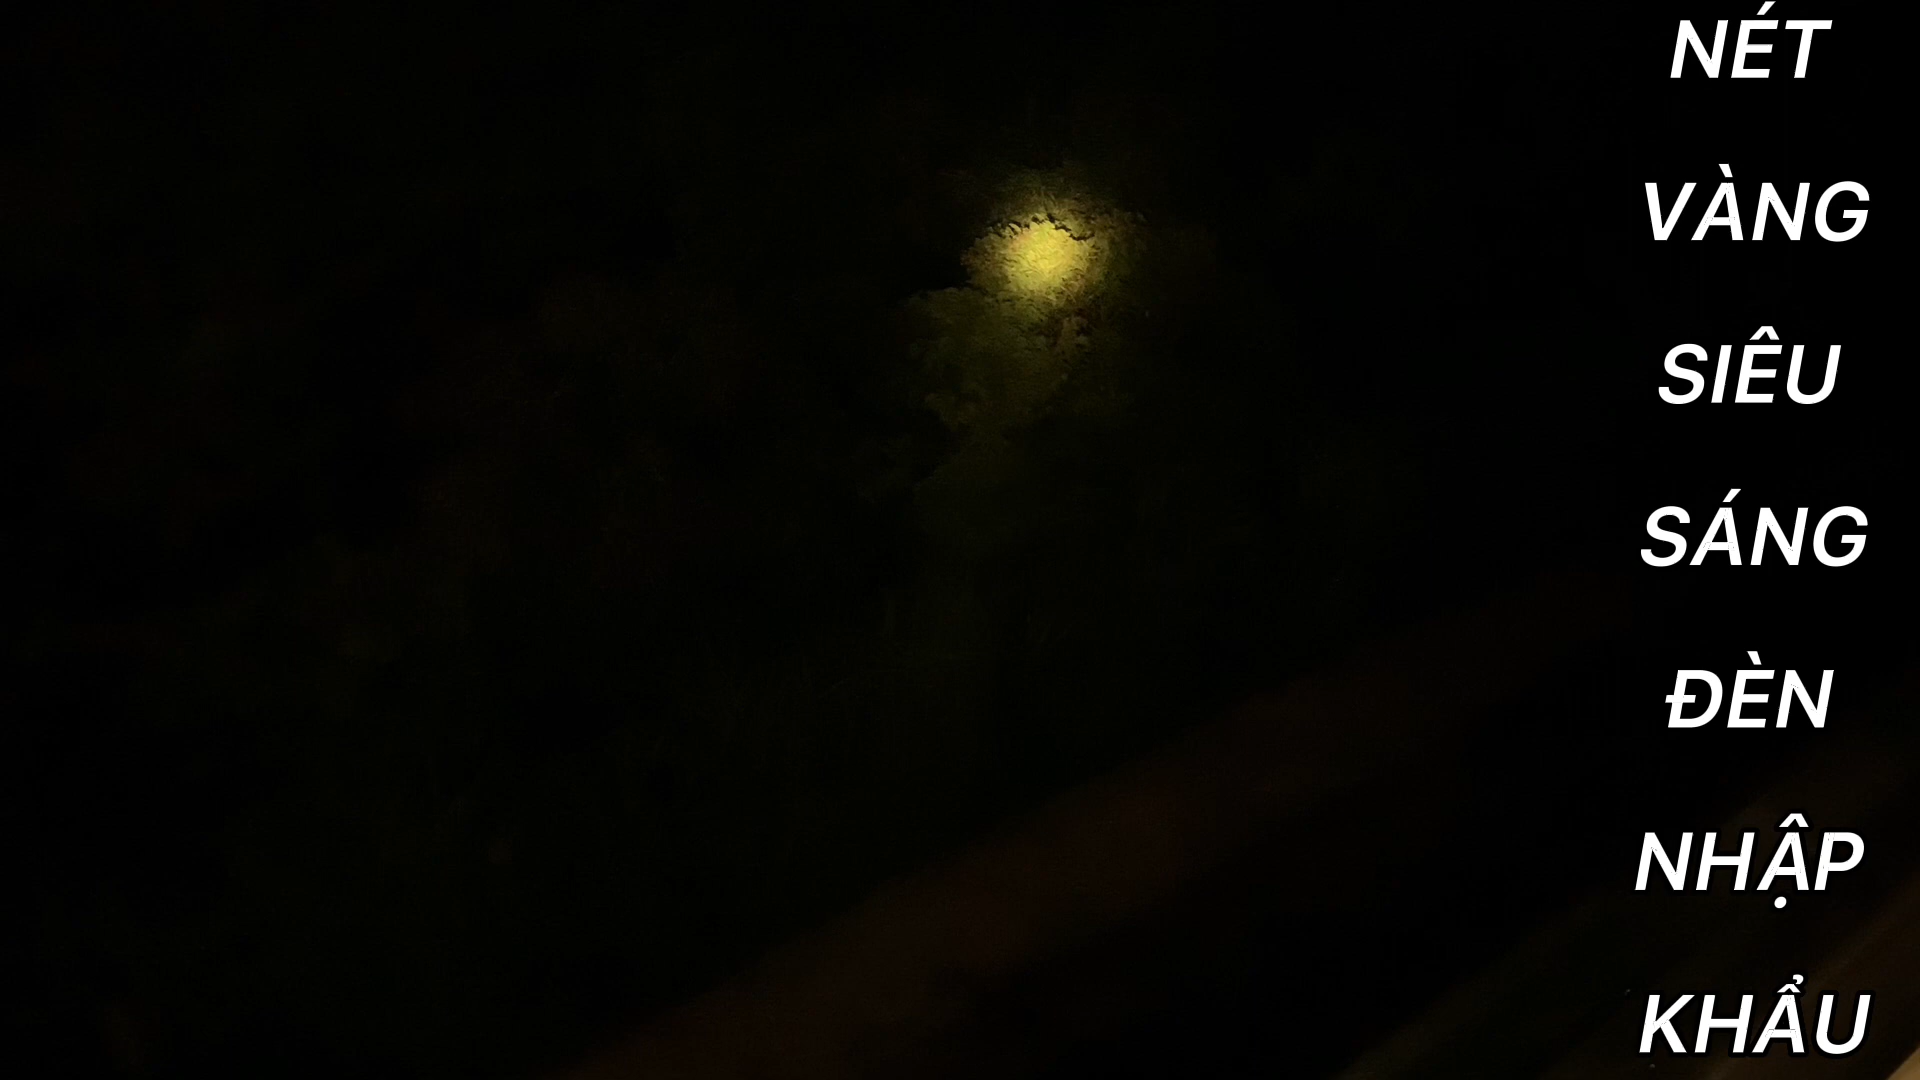 NÉT
VÀNG
SIÊU
SÁNG
ĐÈN
NHẬP
KHẨU